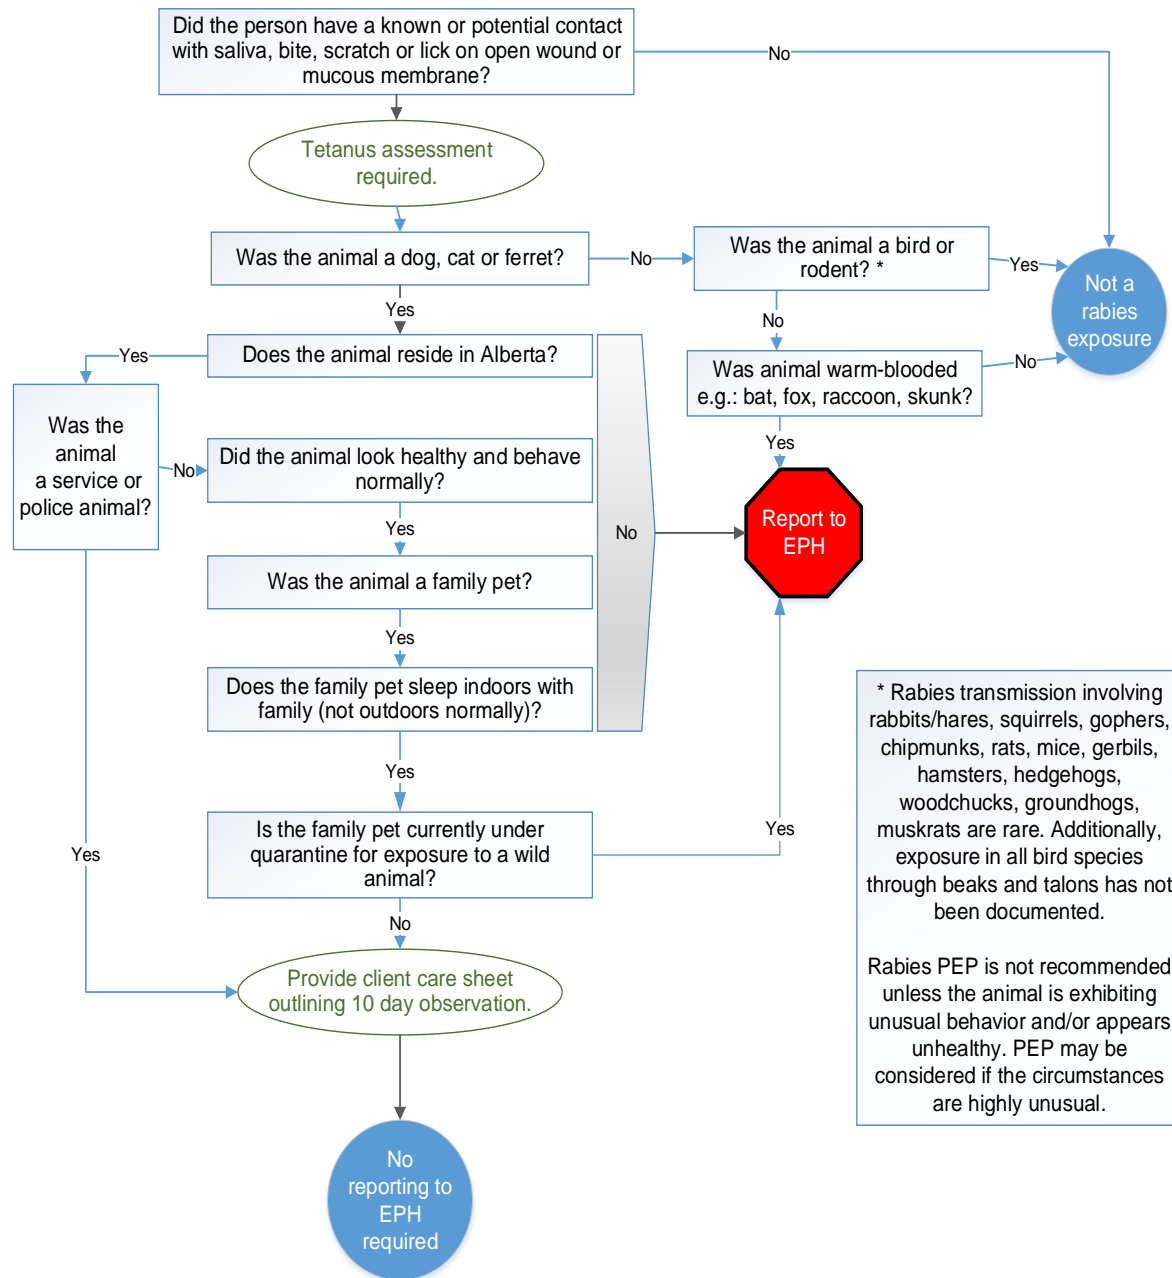 Did the person have a known or potential contact
with saliva, bite, scratch or lick on open wound or
mucous membrane?
No
Tetanus assessment
required.
Was the animal a dog, cat or ferret?
No
Was the animal a bird or
rodent? *
Yes
Not a
rabies
exposure
Yes
No
Yes
Does the animal reside in Alberta?
Was animal warm-blooded
e.g.: bat, fox, raccoon, skunk?
No
Was the
animal
a service or
police animal?
No
Did the animal look healthy and behave
normally?
Yes
Report to
EPH
No
Yes
Was the animal a family pet?
Yes
Does the family pet sleep indoors with
family (not outdoors normally)?
Yes
Is the family pet currently under
quarantine for exposure to a wild
animal?
Yes
Yes
No
Provide client care sheet
outlining 10 day observation.
No
reporting to
EPH
required
* Rabies transmission involving
rabbits/hares, squirrels, gophers,
chipmunks, rats, mice, gerbils,
hamsters, hedgehogs,
woodchucks, groundhogs,
muskrats are rare. Additionally,
exposure in all bird species
through beaks and talons has not
been documented.
Rabies PEP is not recommended
unless the animal is exhibiting
unusual behavior and/or appears
unhealthy. PEP may be
considered if the circumstances
are highly unusual.